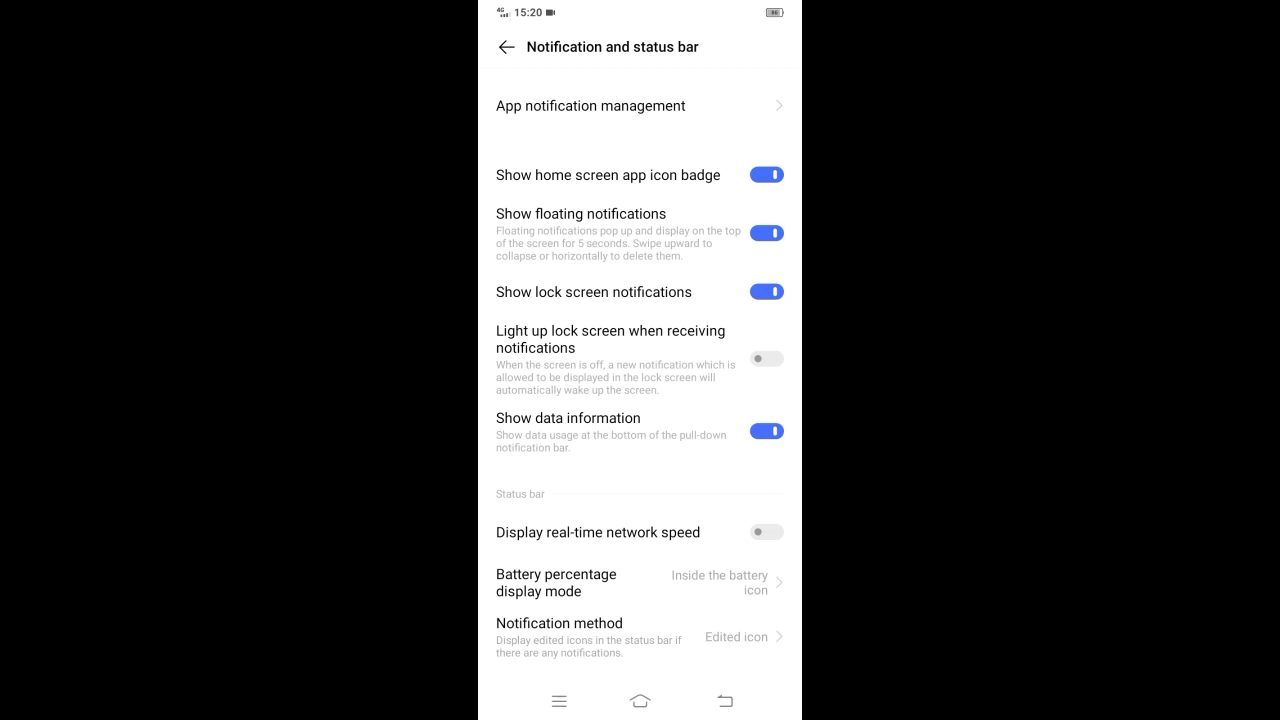 4G 15:20 86
Notification and status bar
App notification management
Show home screen app icon badge
Show floating notifications
Floating notifications pop up and display on the top
of the screen for 5 seconds. Swipe upward to
collapse or horizontally to delete them.
Show lock screen notifications
Light up lock screen when receiving
notifications
When the screen is off, a new notification which is
allowed to be displayed in the lock screen will
automatically wake up the screen.
Show data information
Show data usage at the bottom of the pull-down
notification bar.
Status bar
Display real-time network speed
Battery percentage
display mode
Inside the battery
icon
Notification method
Display edited icons in the status bar if
there are any notifications.
Edited icon